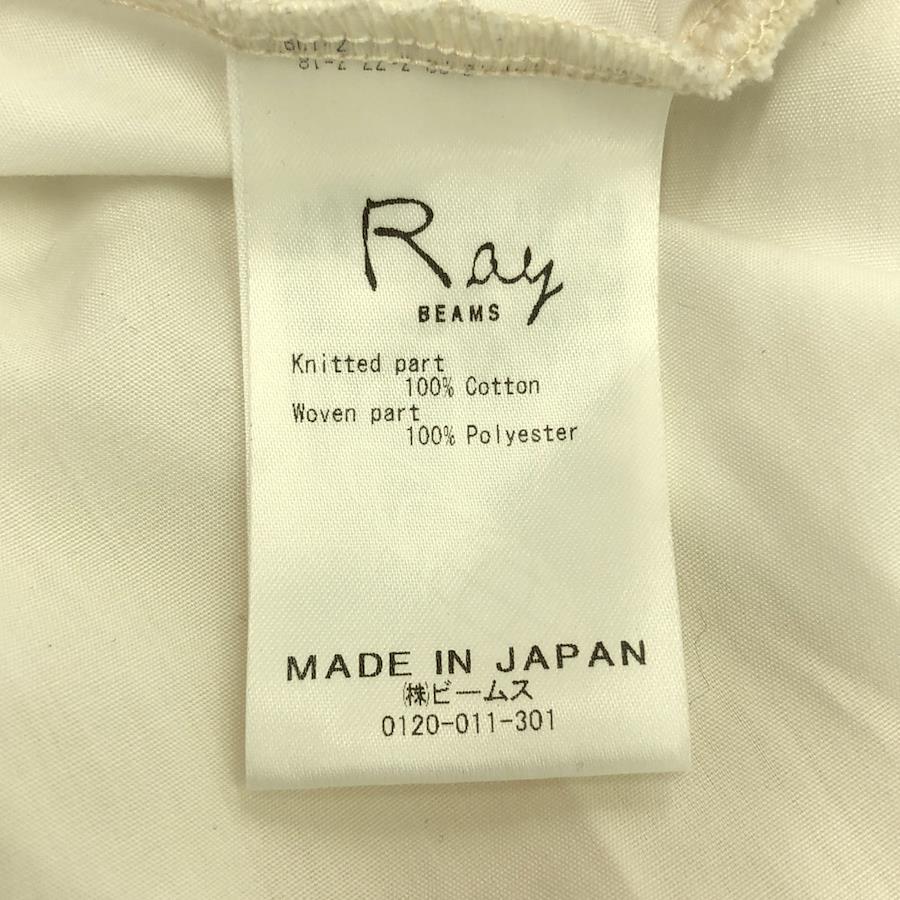 Ray
BEAMS
Knitted part
100% Cotton
Woven part
100% Polyester
MADE IN JAPAN
㈱ビームス
0120-011-301